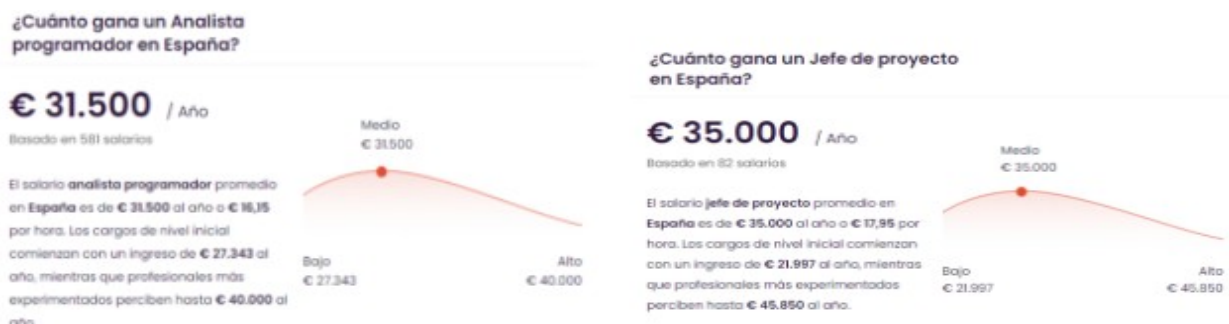 ¿Cuánto gana un Analista
programador en España?
€ 31.500 / Año
Basado en 581 salarios
El salario analista programador promedio
en España es de € 31.500 al año o € 16,15
por hora. Los cargos de nivel inicial
comienzan con un ingreso de € 27.343 al
año, mientras que profesionales más
experimentados perciben hasta € 40.000 al
año.
Medio
€ 31.500
Bajo
€ 27.343
Alto
€ 40.000
¿Cuánto gana un Jefe de proyecto
en España?
€ 35.000 / Año
Basado en 82 salarios
El salario jefe de proyecto promedio en
España es de € 35.000 al año o € 17,95 por
hora. Los cargos de nivel inicial comienzan
con un ingreso de € 21.997 al año, mientras
que profesionales más experimentados
perciben hasta € 45.850 al año.
Medio
€ 35.000
Bajo
€ 21.997
Alto
€ 45.850